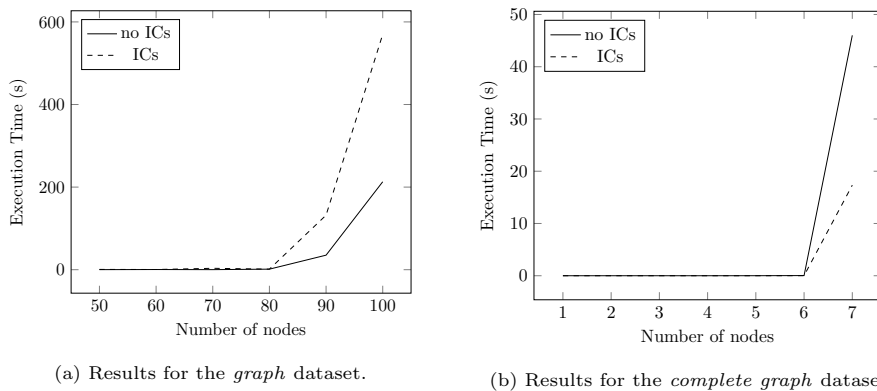 600
400
200
0
Execution Time (s)
no ICs
ICs
50 60 70 80 90 100
Number of nodes
(a) Results for the graph dataset.
50
40
30
20
10
0
Execution Time (s)
no ICs
ICs
1 2 3 4 5 6 7
Number of nodes
(b) Results for the complete graph datase